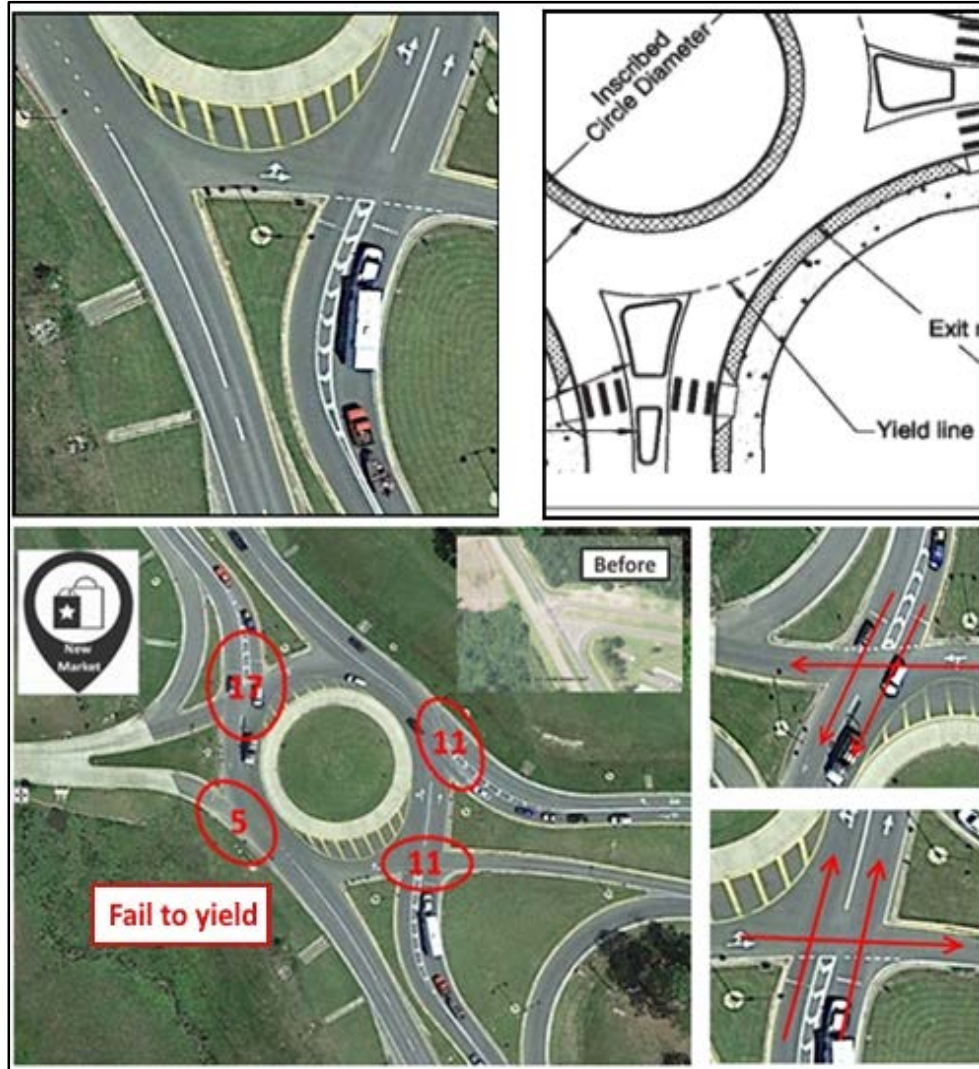 Inscribed
Circle Diameter
Exit
Yield line
New
Market
Before
17
11
5
11
Fail to yield